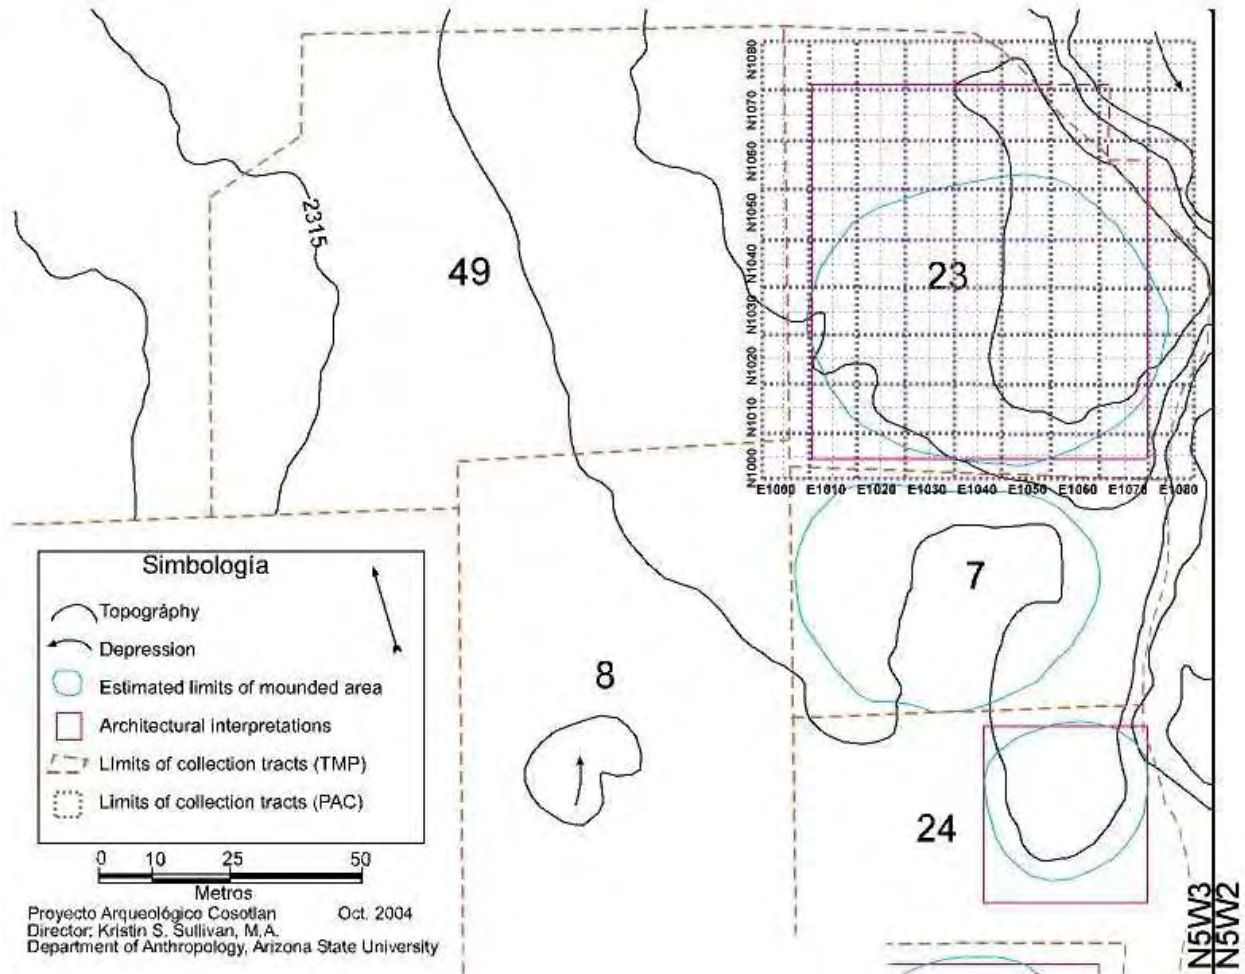 N1080
N1070
N1060
N1050
N1040
N1030
N1020
N1010
N1000
E1000 E1010 E1020 E1030 E1040 E1050 E1060 E1070 E1080
2315
49
23
7
8
24
Simbología
Topográphy
Depression
Estimated limits of mounded area
Architectural interpretations
Limits of collection tracts (TMP)
Limits of collection tracts (PAC)
0 10 25 50
Metros
Proyecto Arqueológico Cosotlan Oct. 2004
Director: Kristin S. Sullivan, M.A.
Department of Anthropology, Arizona State University
N5W3
N5W2